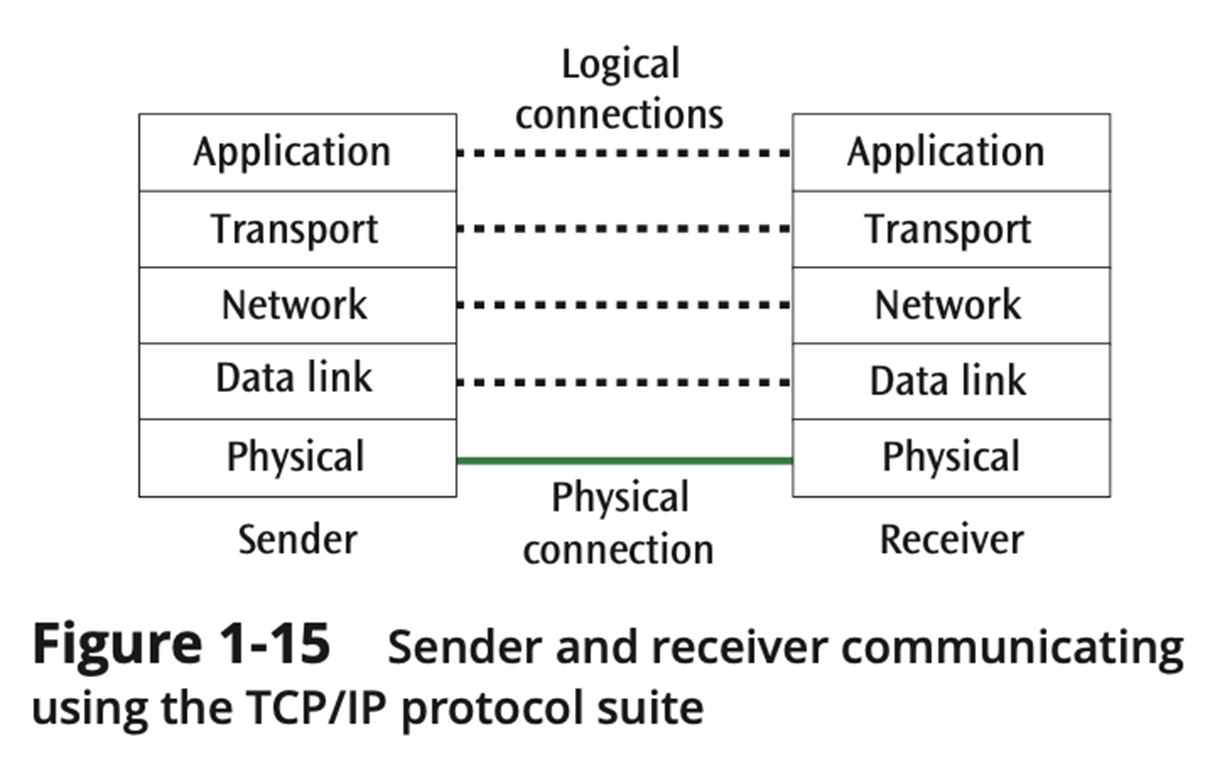 Logical
connections
Application
Application
Transport
Transport
Network
Network
Data link
Data link
Physical
Physical
Physical
connection
Sender
Receiver
Figure 1-15 Sender and receiver communicating
using the TCP/IP protocol suite